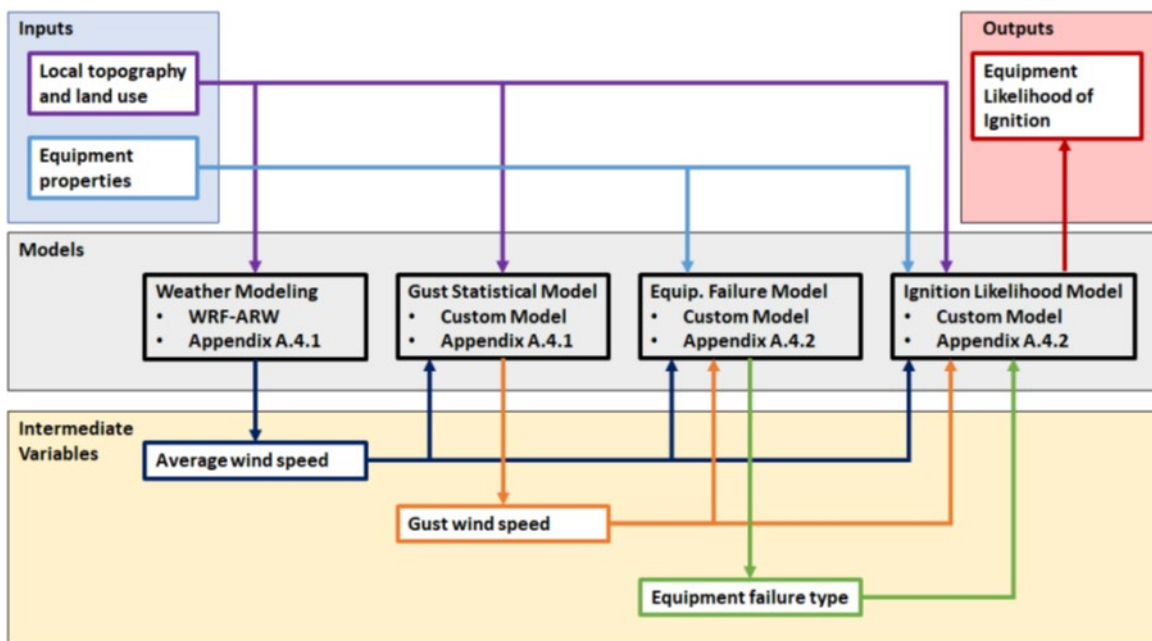 Inputs
Outputs
Local topography
and land use
Equipment
Likelihood of
Ignition
Equipment
properties
Models
Weather Modeling
• WRF-ARW
• Appendix A.4.1
Gust Statistical Model
• Custom Model
• Appendix A.4.1
Equip. Failure Model
• Custom Model
• Appendix A.4.2
Ignition Likelihood Model
• Custom Model
• Appendix A.4.2
Intermediate
Variables
Average wind speed
Gust wind speed
Equipment failure type